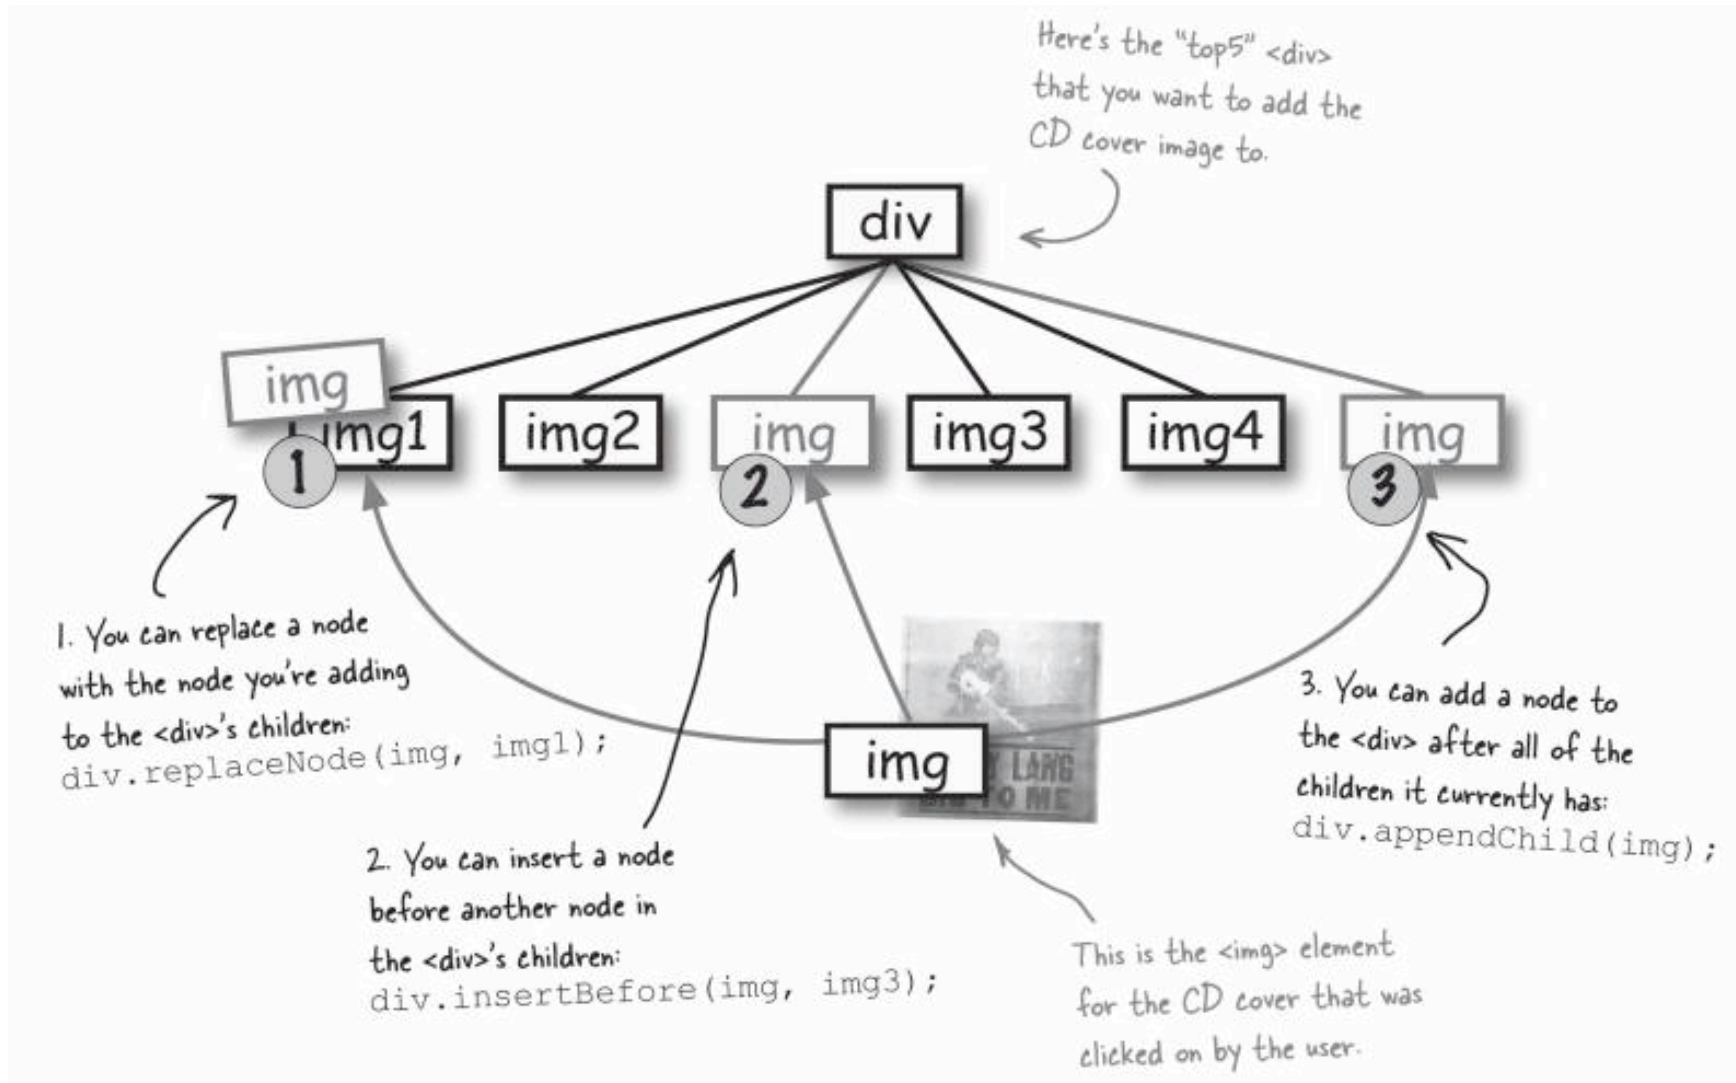 Here's the "top5" <div>
that you want to add the
CD cover image to.
div
img
img1
img2
img
img3
img4
img
1
2
3
1. You can replace a node
with the node you're adding
to the <div>'s children:
div.replaceNode(img, img1);
2. You can insert a node
before another node in
the <div>'s children:
div.insertBefore(img, img3);
img
LANG
TO ME
3. You can add a node to
the <div> after all of the
children it currently has:
div.appendChild(img);
This is the <img> element
for the CD cover that was
clicked on by the user.